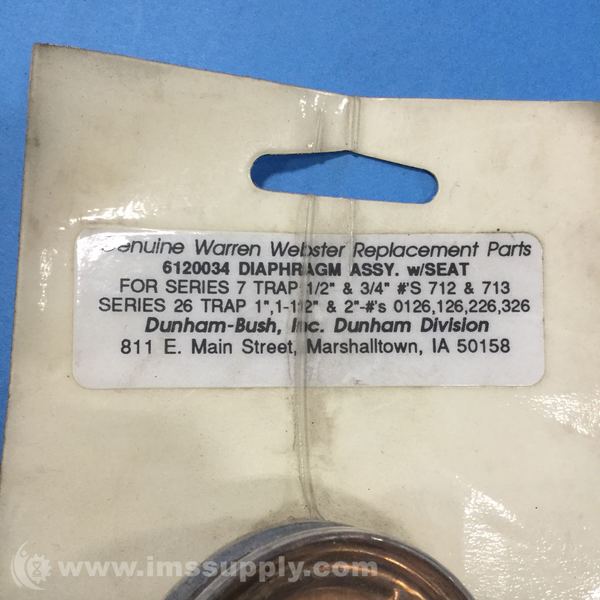 Genuine Warren Webster Replacement Parts
6120034 DIAPHRAGM ASSY. w/SEAT
FOR SERIES 7 TRAP 1/2" & 3/4" #'S 712 & 713
SERIES 26 TRAP 1",1-1/2" & 2"-#'s 0126,126,226,326
Dunham-Bush, Inc. Dunham Division
811 E. Main Street, Marshalltown, IA 50158
www.imssupply.com